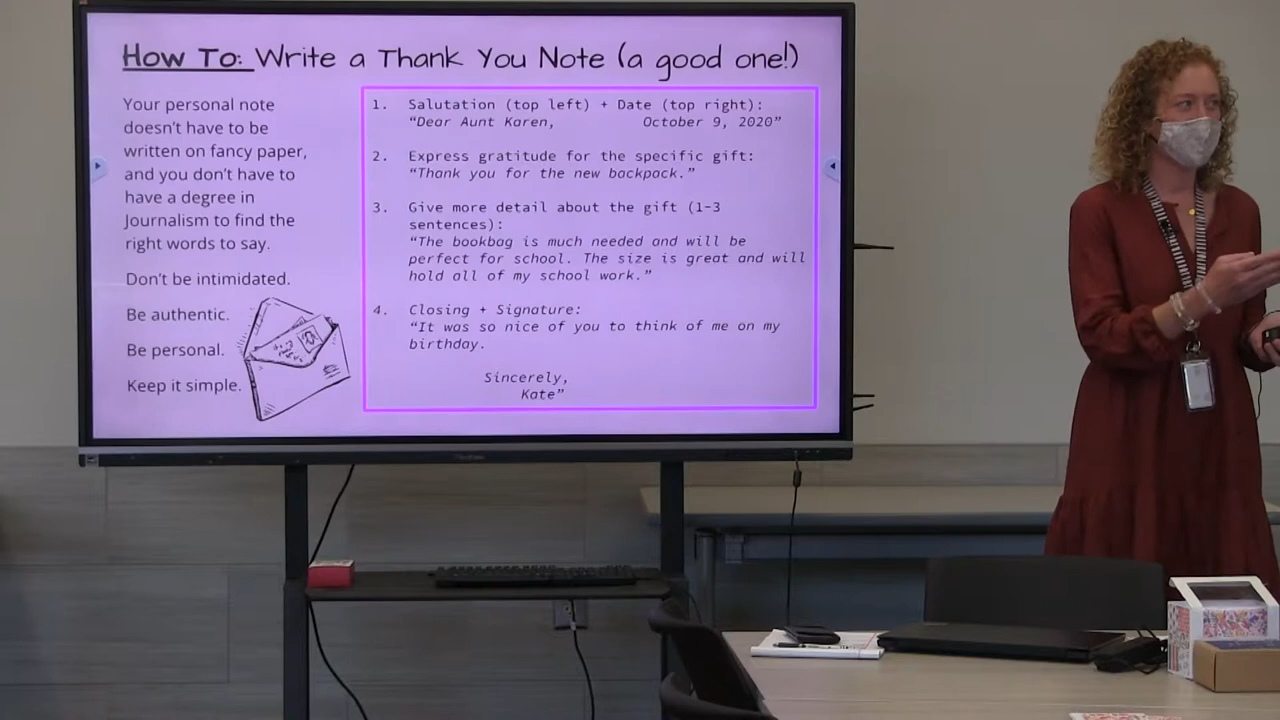 How To: Write a Thank You Note (a good one!)
Your personal note
doesn't have to be
written on fancy paper,
and you don't have to
have a degree in
Journalism to find the
right words to say.
Don't be intimidated.
Be authentic.
Be personal.
Keep it simple.
1. Salutation (top left) + Date (top right):
"Dear Aunt Karen, October 9, 2020"
2. Express gratitude for the specific gift:
"Thank you for the new backpack."
3. Give more detail about the gift (1-3
sentences):
"The bookbag is much needed and will be
perfect for school. The size is great and will
hold all of my school work."
4. Closing + Signature:
"It was so nice of you to think of me on my
birthday.
Sincerely,
Kate"